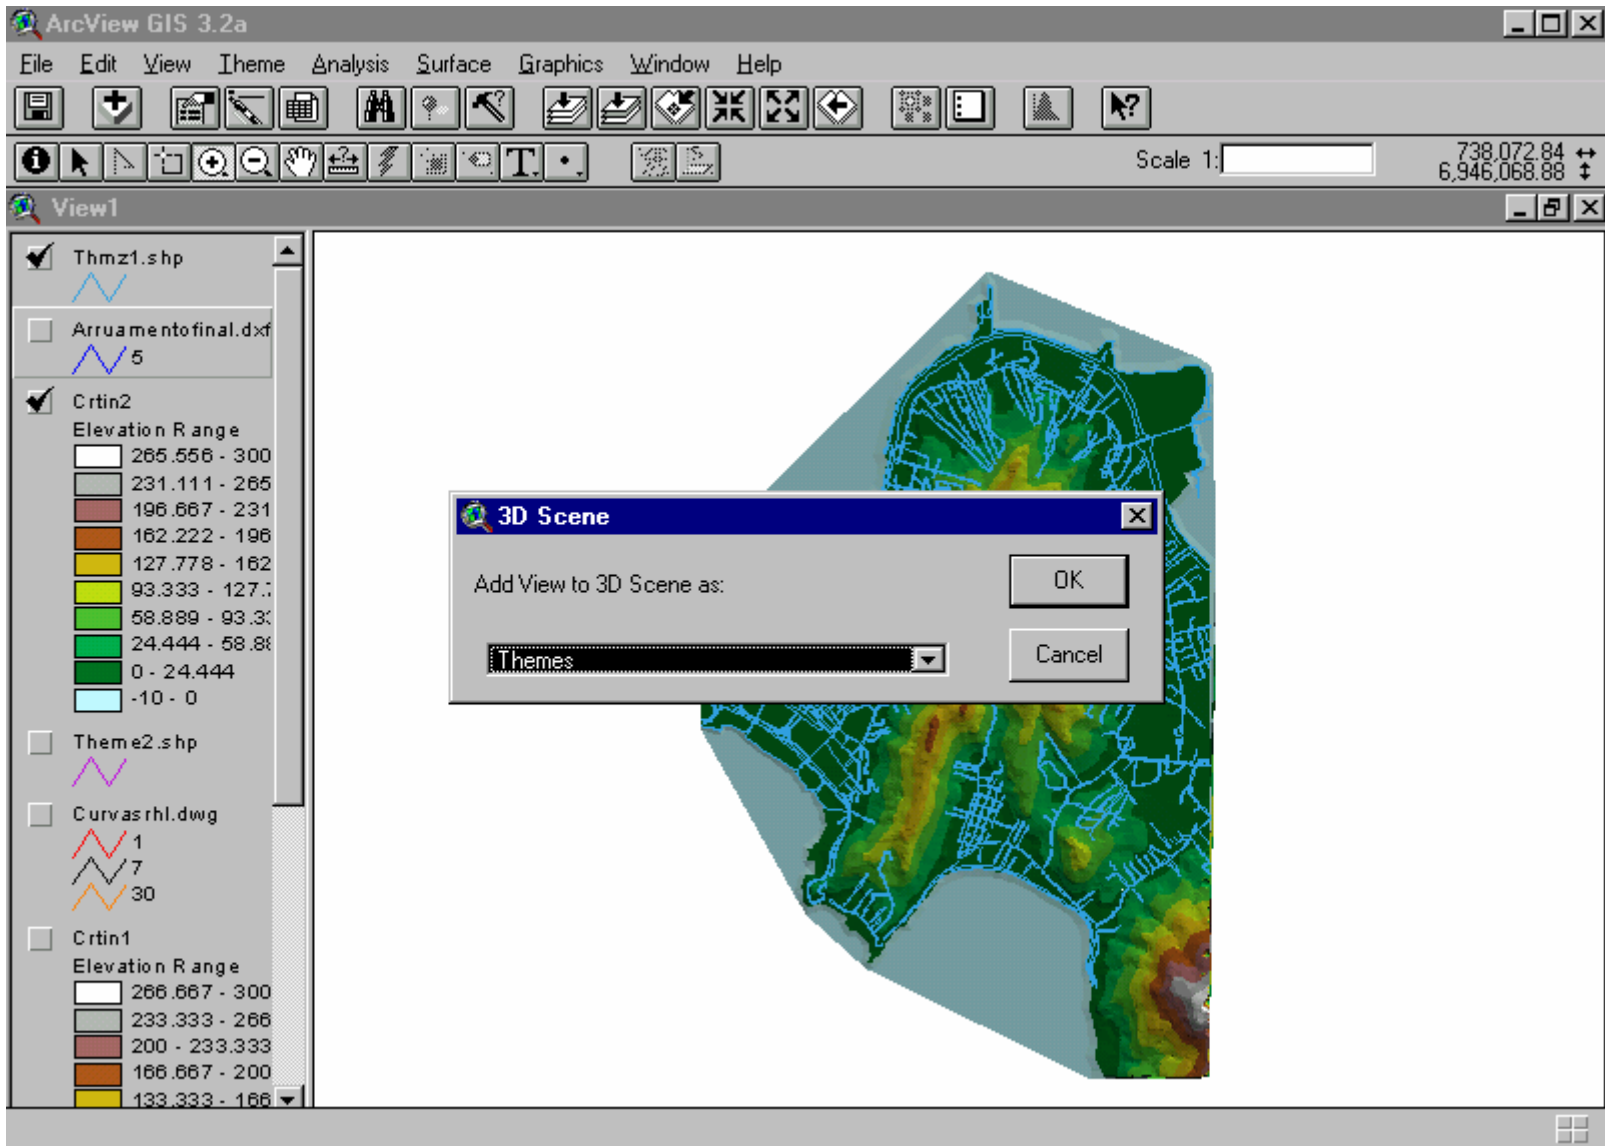 ArcView GIS 3.2a
File Edit View Theme Analysis Surface Graphics Window Help
Scale 1:
738,072.84
6,946,068.88
View1
Thmz1.shp
Arruamentofinal.dxf
5
Crtin2
Elevation Range
265.556 - 300
231.111 - 265
196.667 - 231
162.222 - 196
127.778 - 162
93.333 - 127.
58.889 - 93.3
24.444 - 58.8
0 - 24.444
-10 - 0
Theme2.shp
Curvasrhl.dwg
1
7
30
Crtin1
Elevation Range
266.667 - 300
233.333 - 266
200 - 233.333
166.667 - 200
133.333 - 166
3D Scene
Add View to 3D Scene as:
OK
Themes
Cancel